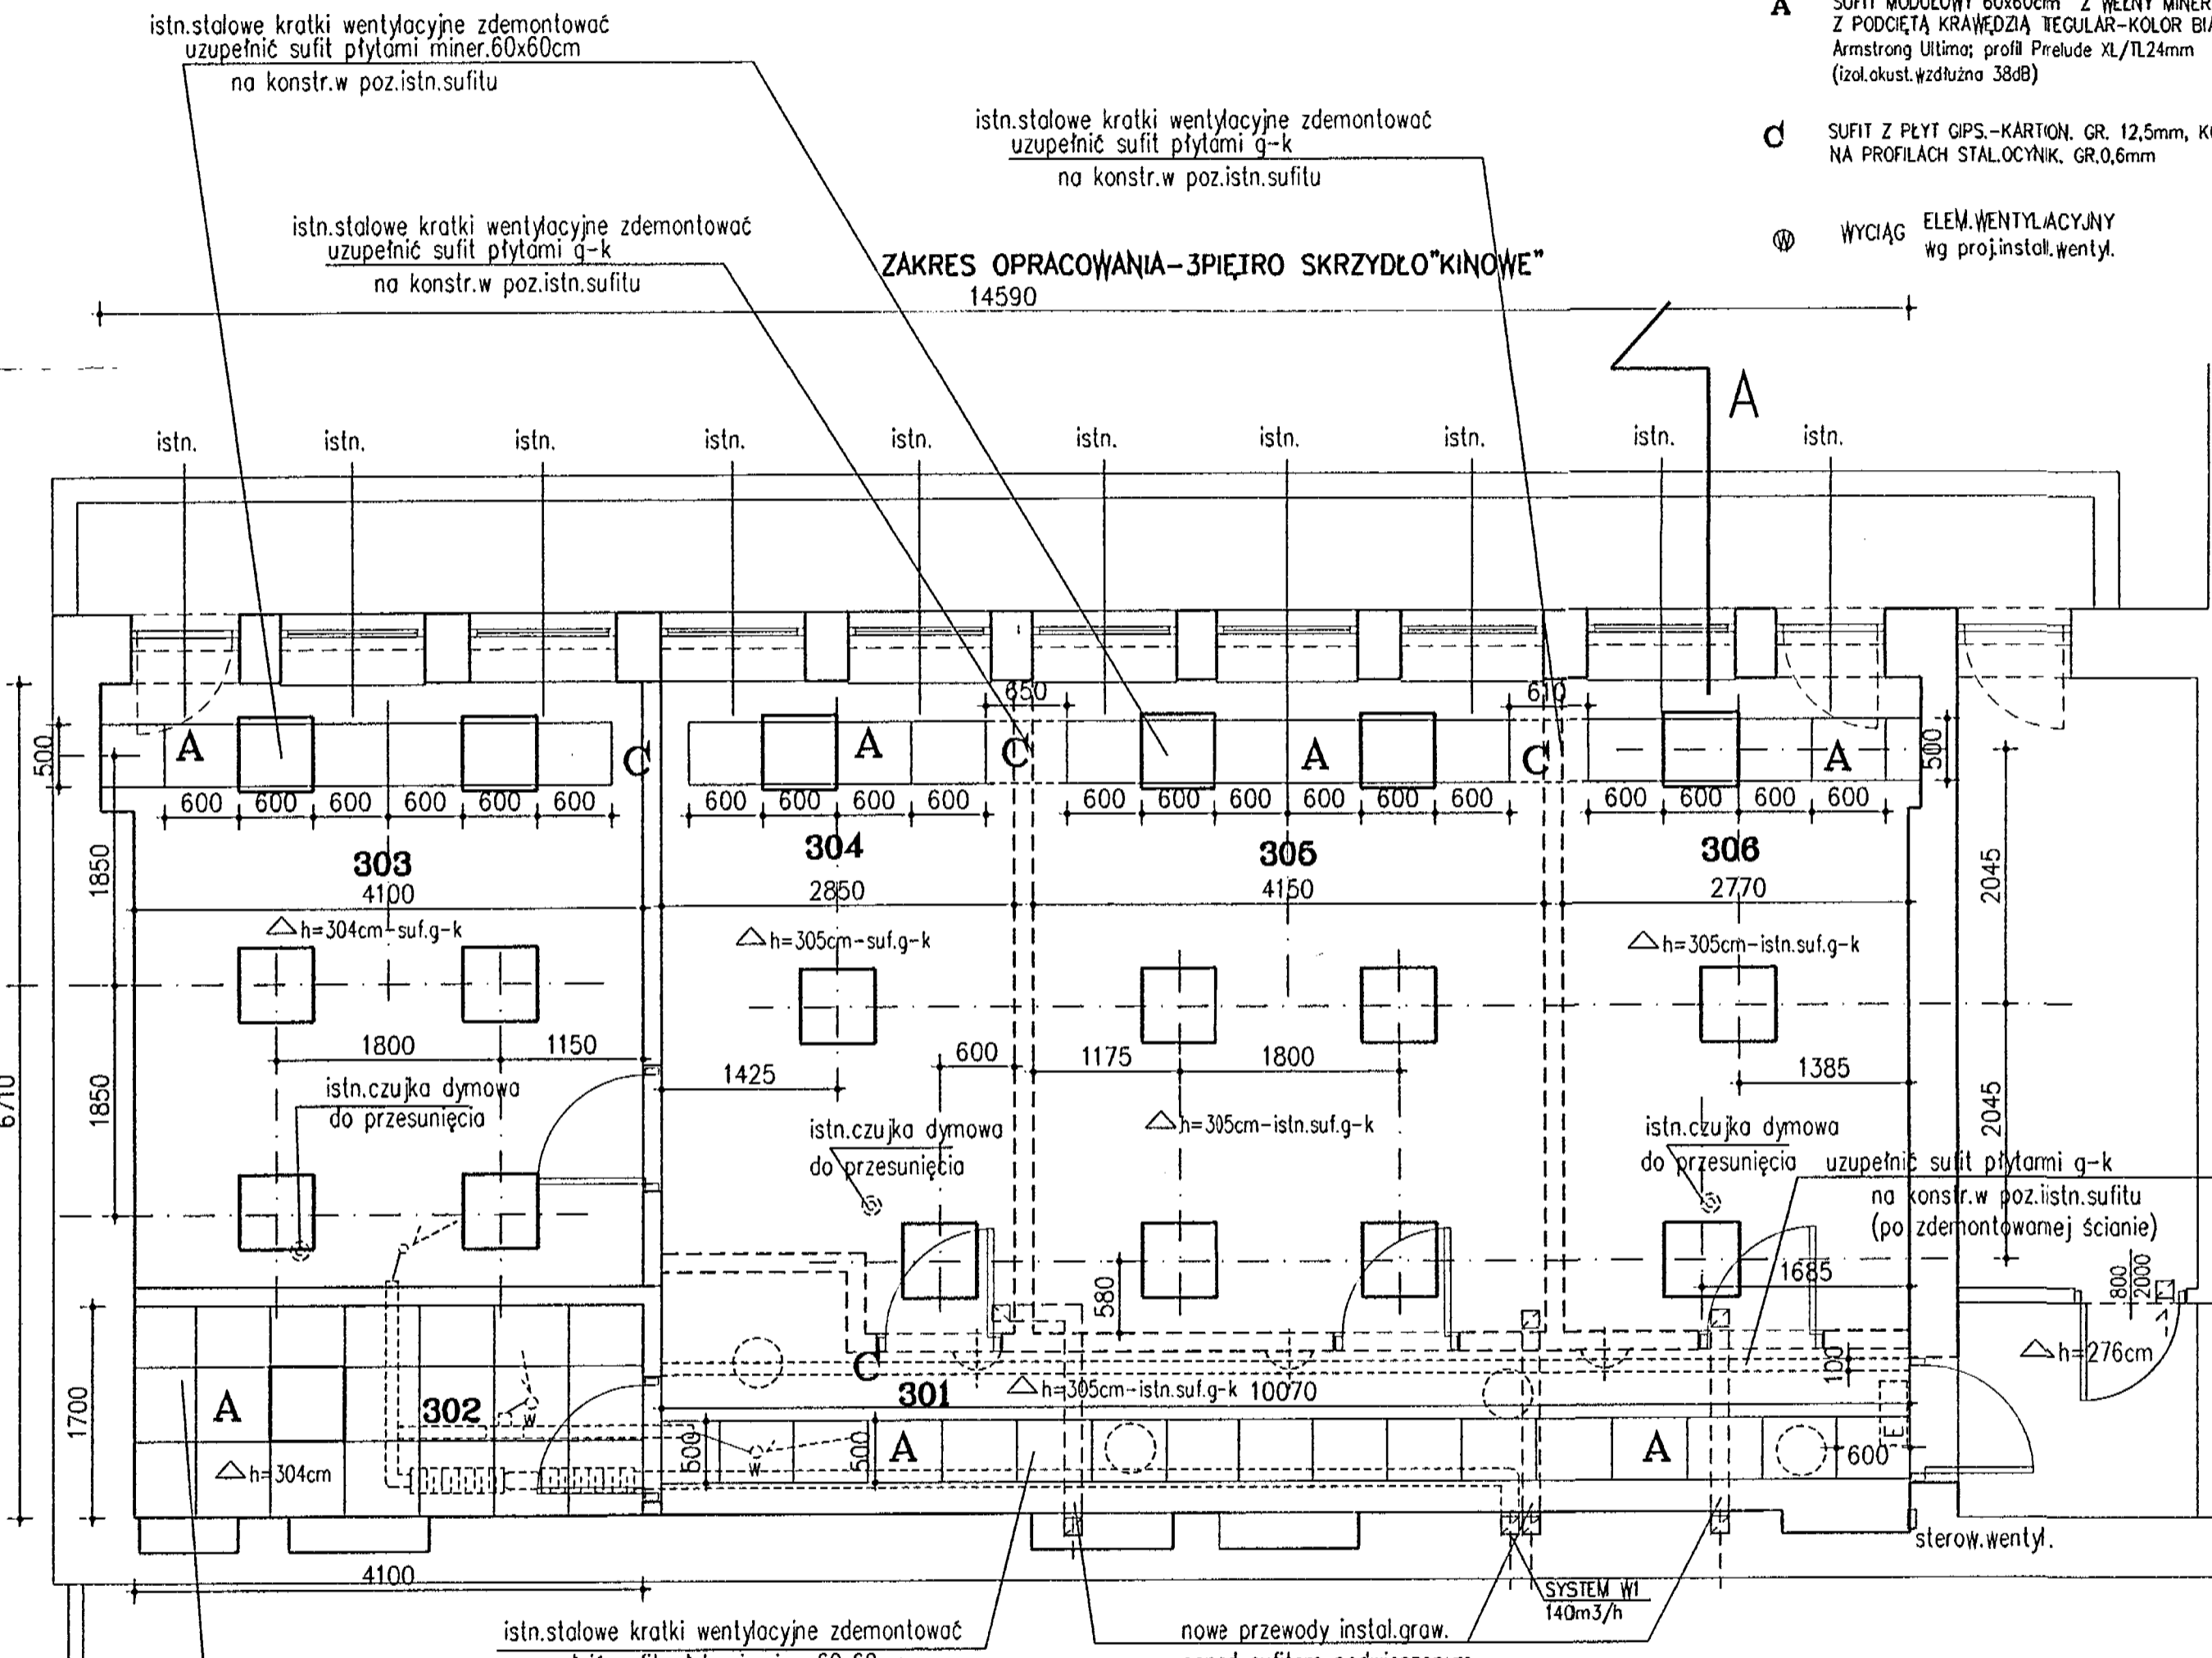 istn.stalowe kratki wentylacyjne zdemontować
uzupełnić sufit płytami miner.60x60cm
na konstr.w poz.istn.sufitu
istn.stalowe kratki wentylacyjne zdemontować
uzupełnić sufit płytami g-k
na konstr.w poz.istn.sufitu
istn.stalowe kratki wentylacyjne zdemontować
uzupełnić sufit płytami g-k
na konstr.w poz.istn.sufitu
A
SUFIT MODUŁOWY 60x60cm Z WEŁNY
Z PODCIĘTĄ KRAWĘDZIĄ TEGULAR-KOLOR
Armstrong Ultima; profil Prelude XL/TL24mm
(izol.akust.wzdłużna 38dB)
C
SUFIT Z PŁYT GIPS.-KARTON. GR. 12,5mm,
NA PROFILACH STAL.OCYNIK. GR.0,6mm
W
WYCIĄG
ELEM.WENTYLACYJNY
wg proj.instal.wentyl.
ZAKRES OPRACOWANIA-3PIĘTRO SKRZYDŁO"KINOWE"
14590
A
istn. istn. istn. istn. istn. istn. istn. istn. istn. istn.
650 610
500 A C A C A C A 500
600 600 600 600 600 600 600 600 600 600 600 600 600 600 600 600 600 600 600 600
303 304 305 306
4100 2850 4150 2770
1850 2045
h=304cm-suf.g-k
h=305cm-suf.g-k
h=305cm-istn.suf.g-k
1800 1150 1425 600 1175 1800 1385
6710
1850 2045
istn.czujka dymowa
do przesunięcia
istn.czujka dymowa
do przesunięcia
h=305cm-istn.suf.g-k
istn.czujka dymowa
do przesunięcia
uzupełnić sufit płytami g-k
na konstr.w poz.iistn.sufitu
(po zdemontowamej ścianie)
580 1685
800
2000
h=276cm
1700
A 302 W
h=304cm
C 301
h=305cm-istn.suf.g-k 10070
100
500 W 500 A A 600 E
sterow.wentyl.
4100
SYSTEM W1
140m3/h
istn.stalowe kratki wentylacyjne zdemontować
nowe przewody instal.graw.